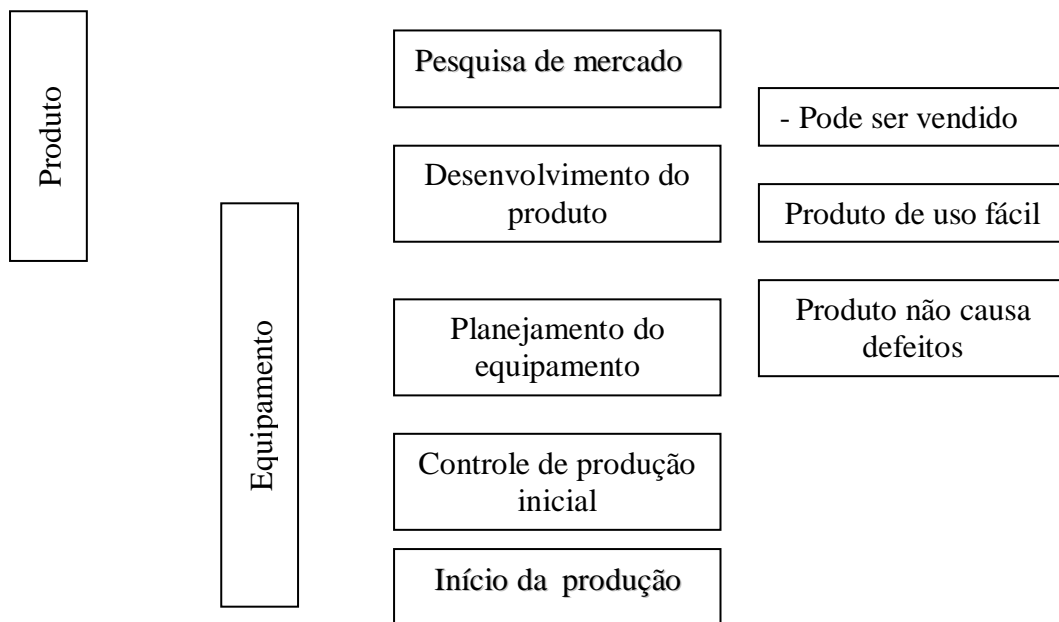 Produto
Equipamento
Pesquisa de mercado
Desenvolvimento do
produto
Planejamento do
equipamento
Controle de produção
inicial
Início da produção
- Pode ser vendido
Produto de uso fácil
Produto não causa
defeitos